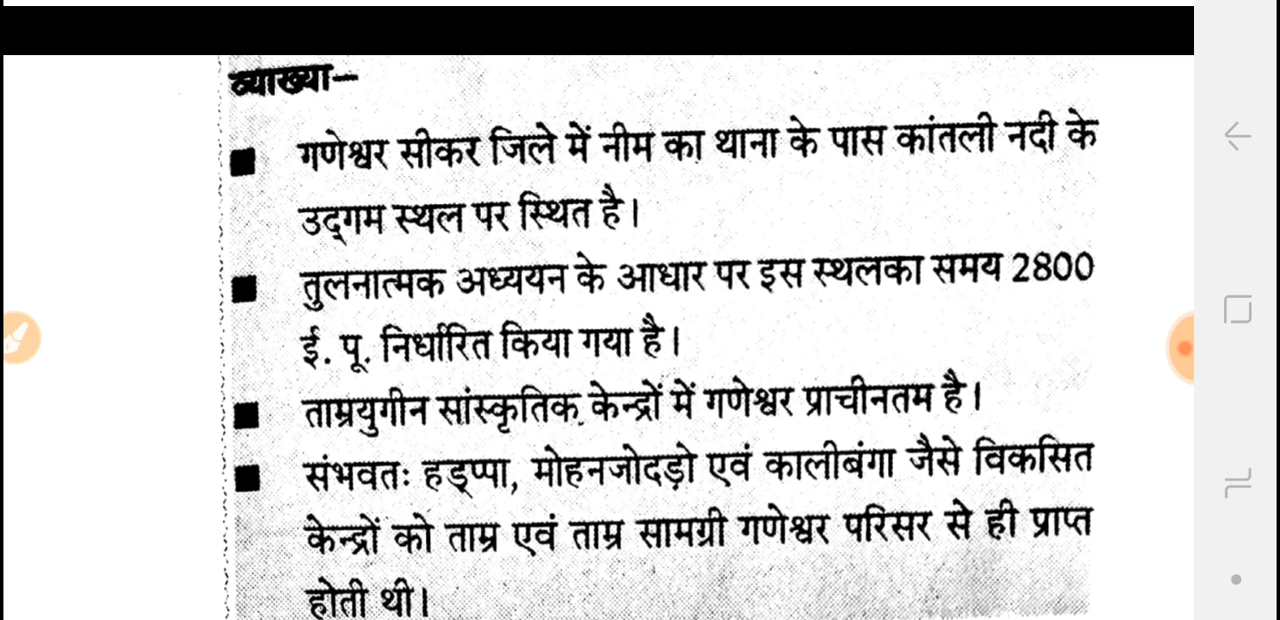 व्याख्या–
■ गणेश्वर सीकर जिले में नीम का थाना के पास कांतली नदी के
उद्‌गम स्थल पर स्थित है।
■ तुलनात्मक अध्ययन के आधार पर इस स्थलका समय 2800
ई. पू. निर्धारित किया गया है।
■ ताम्रयुगीन सांस्कृतिक केन्द्रों में गणेश्वर प्राचीनतम है।
■ संभवतः हड़प्पा, मोहनजोदड़ो एवं कालीबंगा जैसे विकसित
केन्द्रों को ताम्र एवं ताम्र सामग्री गणेश्वर परिसर से ही प्राप्त
होती थी।